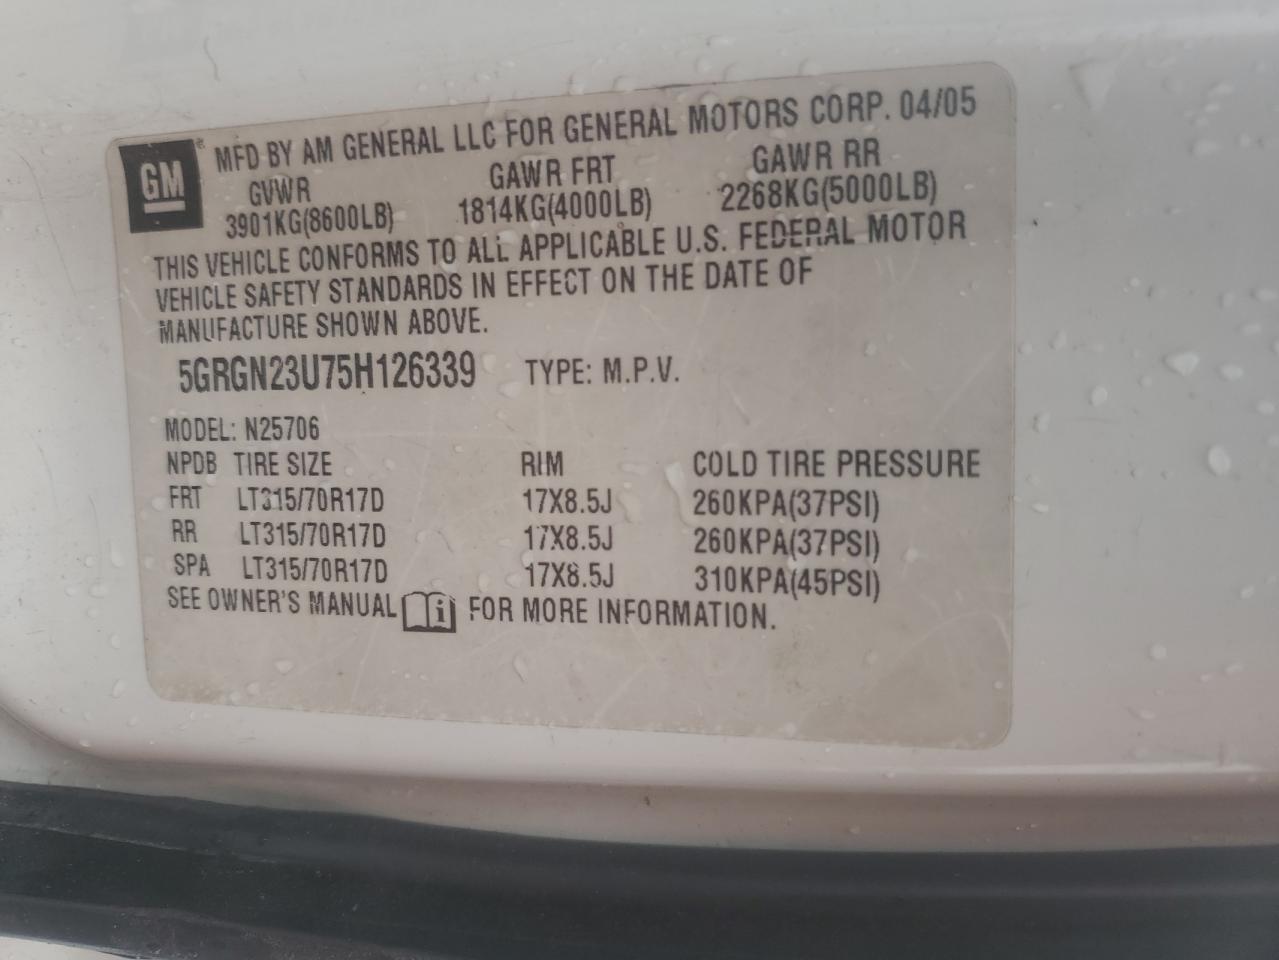 GM® MFD BY AM GENERAL LLC FOR GENERAL MOTORS CORP. 04/05
GVWR GAWR FRT GAWR RR
3901KG(8600LB) 1814KG(4000LB) 2268KG(5000LB)
THIS VEHICLE CONFORMS TO ALL APPLICABLE U.S. FEDERAL MOTOR
VEHICLE SAFETY STANDARDS IN EFFECT ON THE DATE OF
MANUFACTURE SHOWN ABOVE.
5GRGN23U75H126339 TYPE: M.P.V.
MODEL: N25706
NPDB TIRE SIZE RIM COLD TIRE PRESSURE
FRT LT315/70R17D 17X8.5J 260KPA(37PSI)
RR LT315/70R17D 17X8.5J 260KPA(37PSI)
SPA LT315/70R17D 17X8.5J 310KPA(45PSI)
SEE OWNER'S MANUAL i FOR MORE INFORMATION.